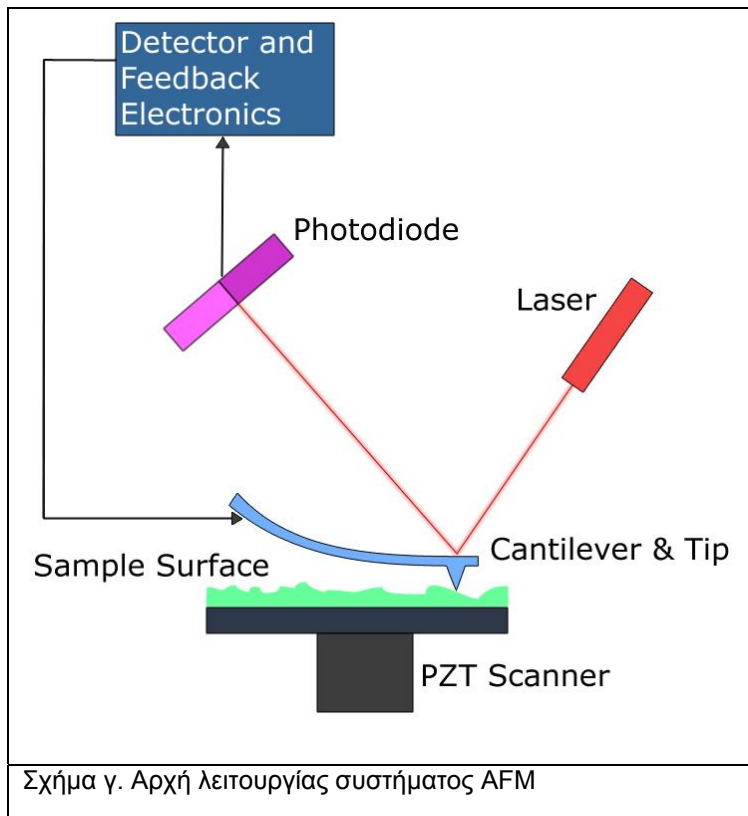 Detector and
Feedback
Electronics
Photodiode
Laser
Cantilever & Tip
Sample Surface
PZT Scanner
Σχήμα γ. Αρχή λειτουργίας συστήματος AFM